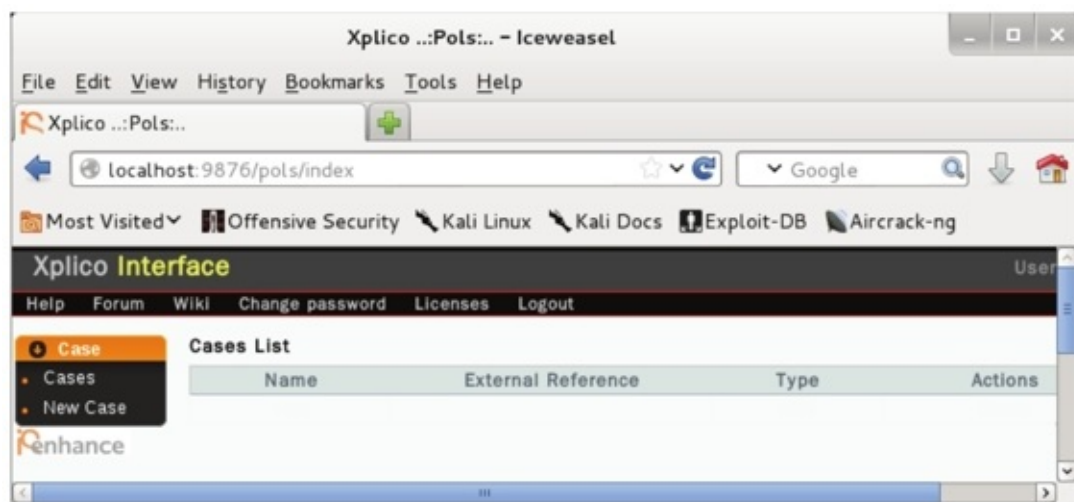 Xplico ..:Pols:.. – Iceweasel
File Edit View History Bookmarks Tools Help
Xplico ..:Pols:..
localhost:9876/pols/index
Google
Most Visited Offensive Security Kali Linux Kali Docs Exploit-DB Aircrack-ng
Xplico Interface User
Help Forum Wiki Change password Licenses Logout
Case
Cases List
Name External Reference Type Actions
Cases
New Case
enhance